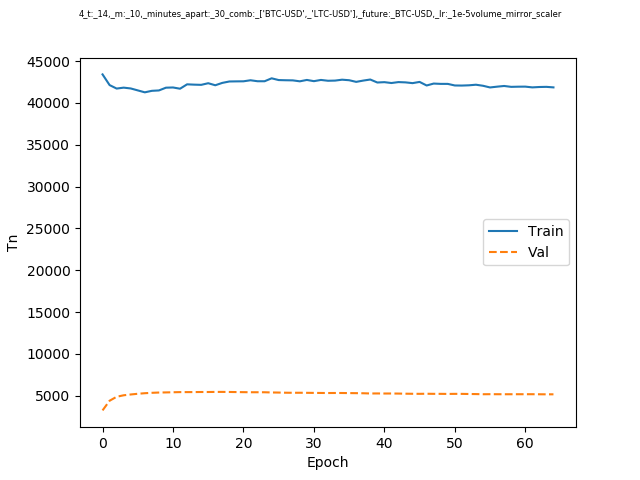 4_t:_14,_m:_10,_minutes_apart:_30_comb:_['BTC-USD',_'LTC-USD'],_future:_BTC-USD,_lr:_1e-5volume_mirror_scaler
45000
40000
35000
30000
25000
20000
15000
10000
5000
Tn
Train
Val
0 10 20 30 40 50 60
Epoch